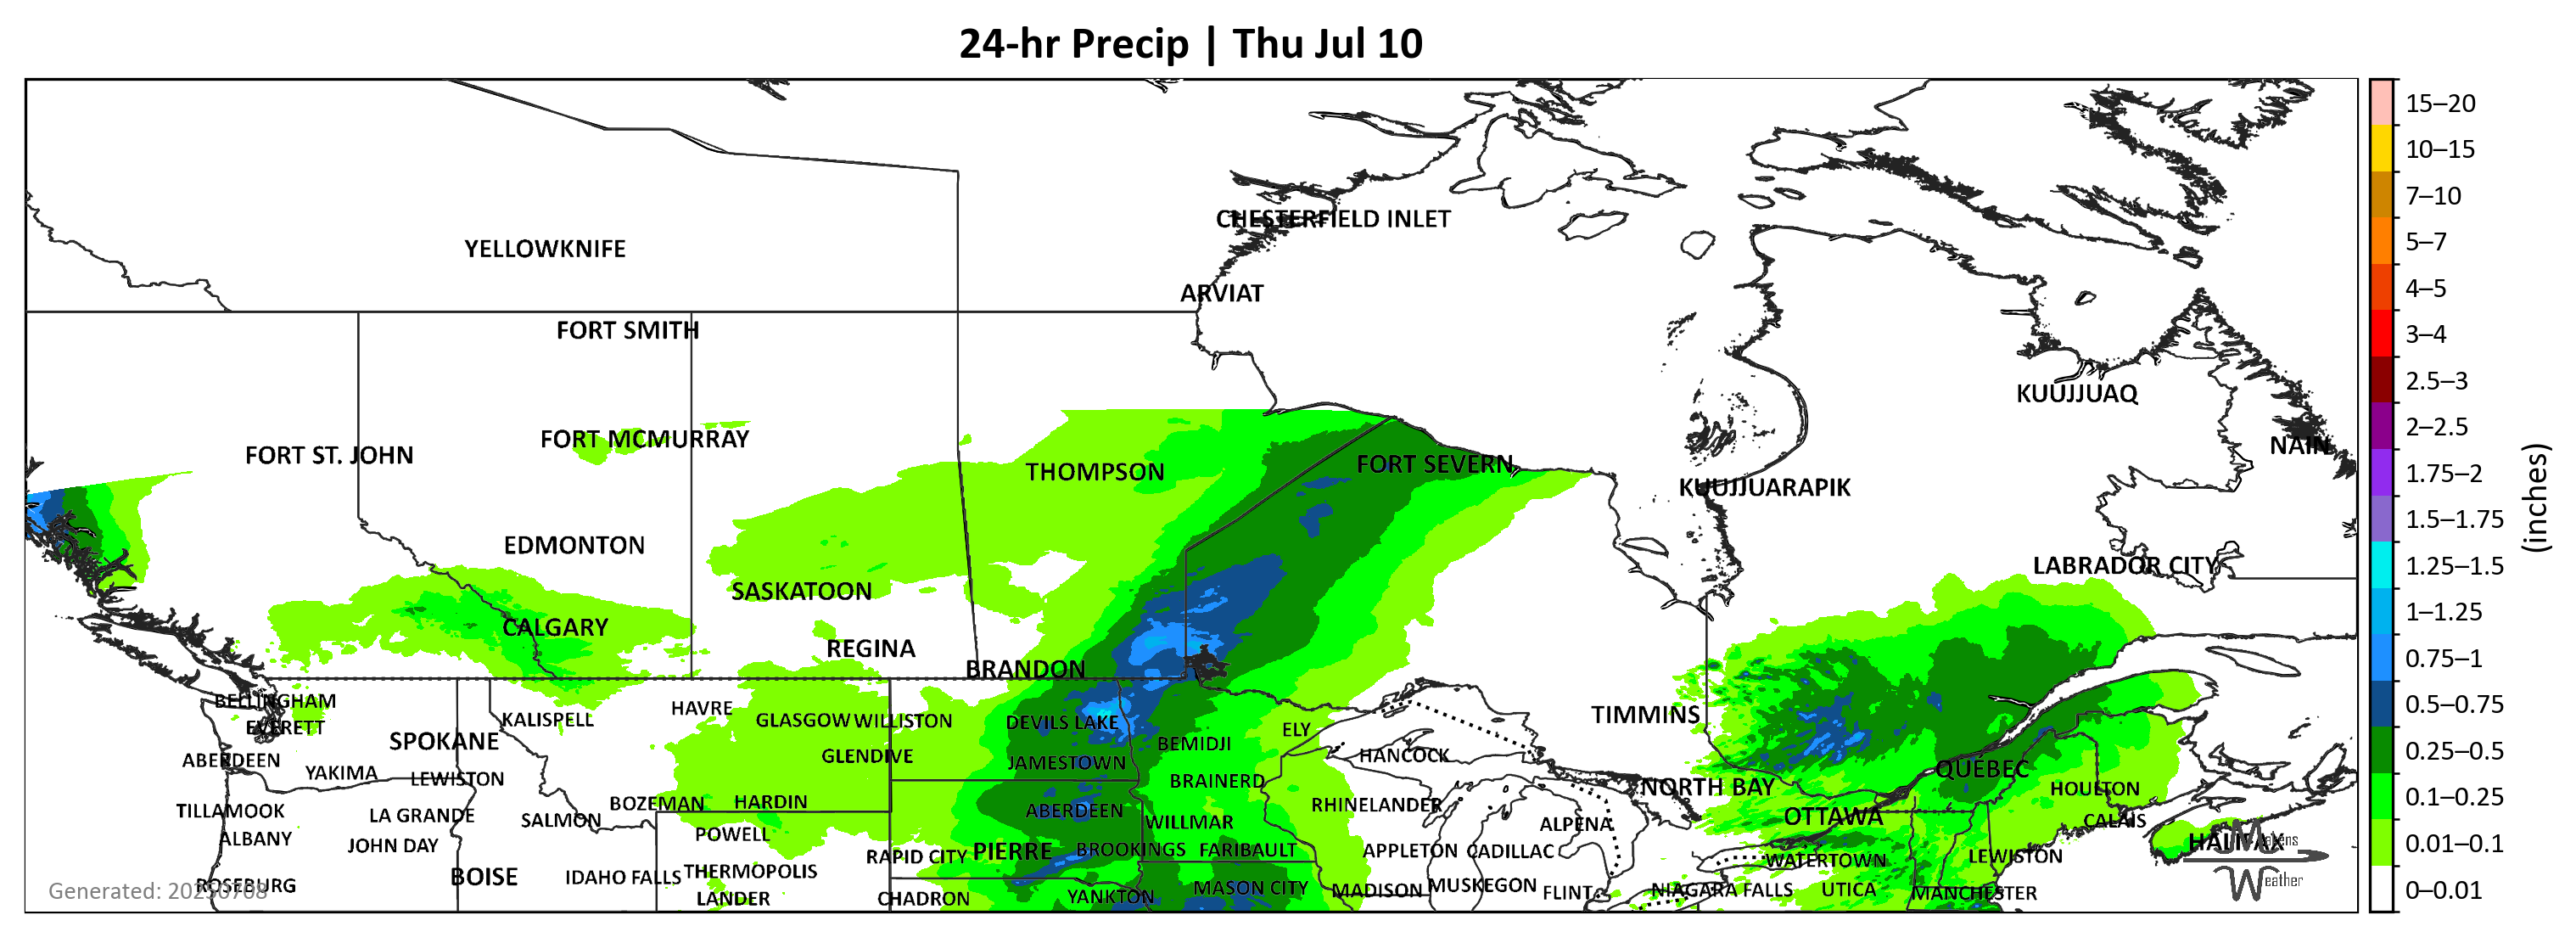 24-hr Precip | Thu Jul 10
15–20
10–15
7–10
5–7
4–5
3–4
2.5–3
2–2.5
1.75–2
1.5–1.75
1.25–1.5
1–1.25
0.75–1
0.5–0.75
0.25–0.5
0.1–0.25
0.01–0.1
0–0.01
(inches)
CHESTERFIELD INLET
YELLOWKNIFE
ARVIAT
FORT SMITH
KUUJJUAQ
FORT MCMURRAY
NAIN
FORT ST. JOHN
FORT SEVERN
THOMPSON
KUUJJUARAPIK
EDMONTON
LABRADOR CITY
SASKATOON
CALGARY
REGINA
BRANDON
BELLINGHAM
HAVRE
TIMMINS
KALISPELL
GLASGOW
WILLISTON
DEVILS LAKE
EVERETT
ELY
SPOKANE
BEMIDJI
GLENDIVE
HANCOCK
ABERDEEN
JAMESTOWN
QUÉBEC
YAKIMA
LEWISTON
BRAINERD
NORTH BAY
HOULTON
BOZEMAN
HARDIN
RHINELANDER
TILLAMOOK
LA GRANDE
SALMON
ABERDEEN
WILLMAR
ALPENA
OTTAWA
CALAIS
ALBANY
JOHN DAY
POWELL
HALIFAX
RAPID CITY
PIERRE
BROOKINGS
FARIBAULT
APPLETON
CADILLAC
WATERTOWN
LEWISTON
BOISE
IDAHO FALLS
THERMOPOLIS
ROSEBURG
MASON CITY
MADISON
MUSKEGON
FLINT
NIAGARA FALLS
UTICA
MANCHESTER
LANDER
CHADRON
YANKTON
Generated: 20250708
Weather